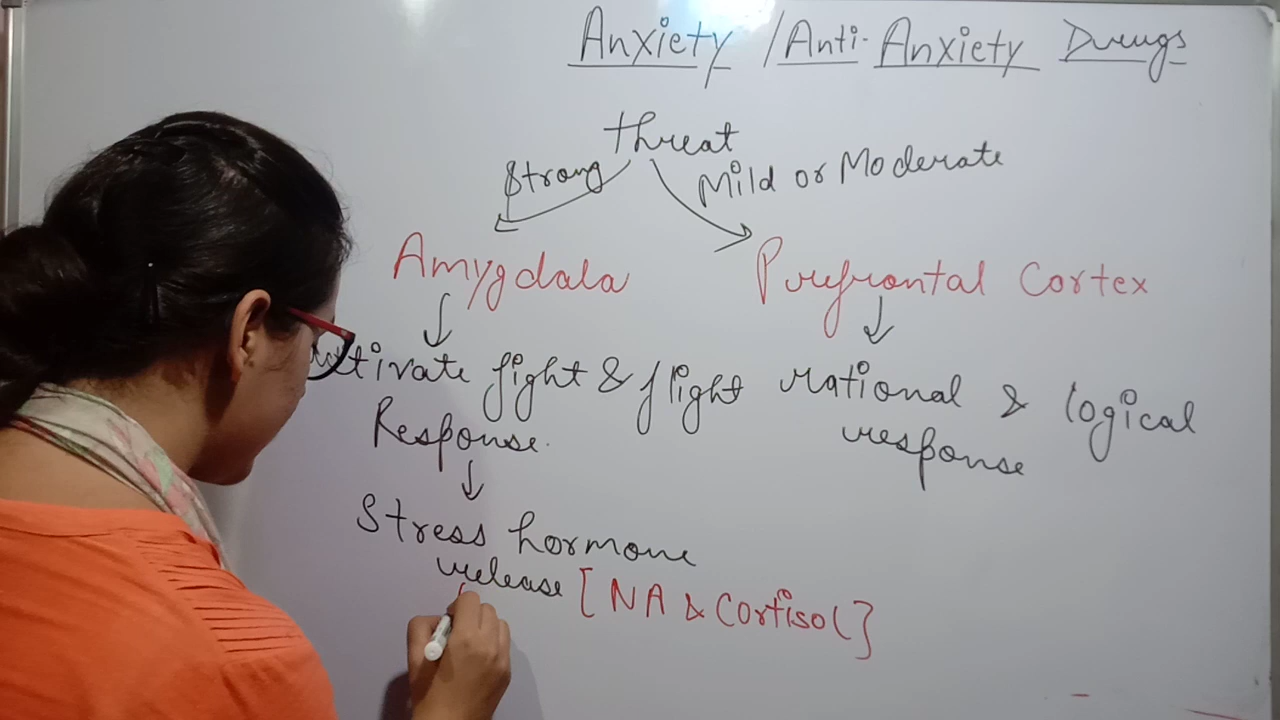 Anxiety / Anti-Anxiety Drugs
Threat
Strong
Mild or Moderate
Amygdala
Prefrontal Cortex
fight & flight
Response.
rational & logical
response
Stress hormone
release [NA & Cortisol]